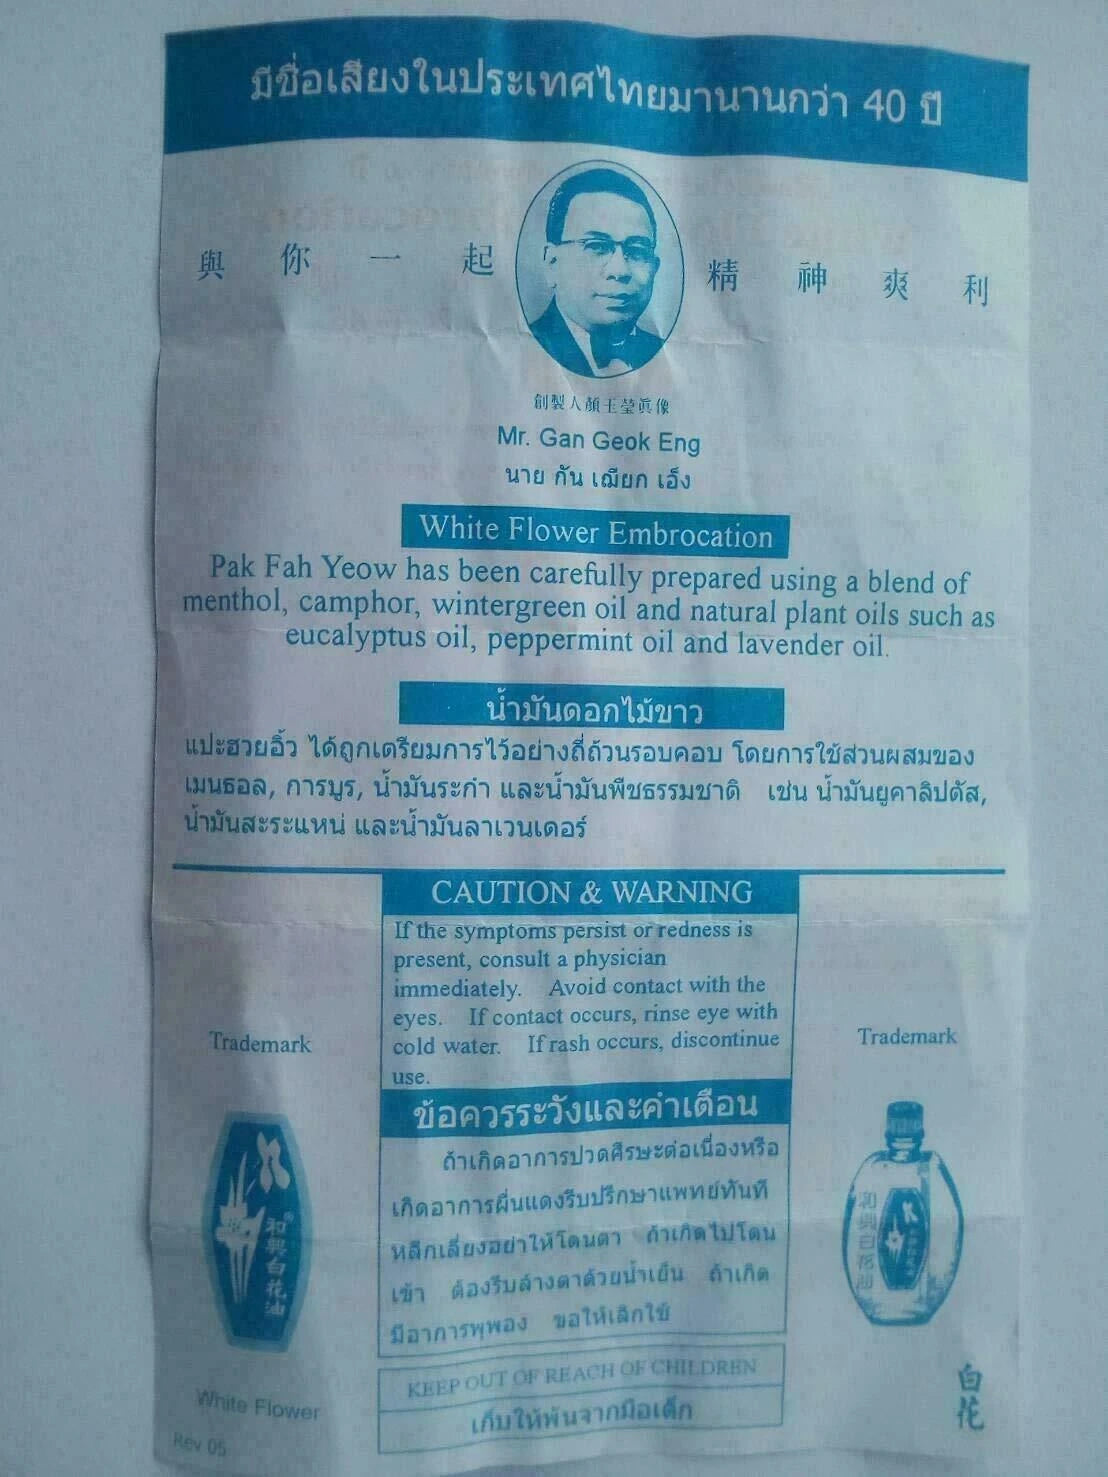 มีชื่อเสียงในประเทศไทยมานานกว่า 40 ปี
與你一起 精神爽利
創製人顏玉瑩眞像
Mr. Gan Geok Eng
นาย กัน เฌียก เอ็ง
White Flower Embrocation
Pak Fah Yeow has been carefully prepared using a blend of
menthol, camphor, wintergreen oil and natural plant oils such as
eucalyptus oil, peppermint oil and lavender oil.
น้ำมันดอกไม้ขาว
แปะฮวยอิ้ว ได้ถูกเตรียมการไว้อย่างถี่ถ้วนรอบคอบ โดยการใช้ส่วนผสมของ
เมนธอล, การบูร, น้ำมันระกำ และน้ำมันพืชธรรมชาติ เช่น น้ำมันยูคาลิปตัส,
น้ำมันสะระแหน่ และน้ำมันลาเวนเดอร์
CAUTION & WARNING
If the symptoms persist or redness is
present, consult a physician
immediately. Avoid contact with the
eyes. If contact occurs, rinse eye with
cold water. If rash occurs, discontinue
use.
ข้อควรระวังและคำเตือน
ถ้าเกิดอาการปวดศีรษะต่อเนื่องหรือ
เกิดอาการผื่นแดงรีบปรึกษาแพทย์ทันที
หลีกเลี่ยงอย่าให้โดนตา ถ้าเกิดไปโดน
เข้า ต้องรีบล้างตาด้วยน้ำเย็น ถ้าเกิด
มีอาการพุพอง ขอให้เลิกใช้
KEEP OUT OF REACH OF CHILDREN
เก็บให้พ้นจากมือเด็ก
Trademark
和興白花油
®
White Flower
Rev 05
Trademark
和興白花油
白花